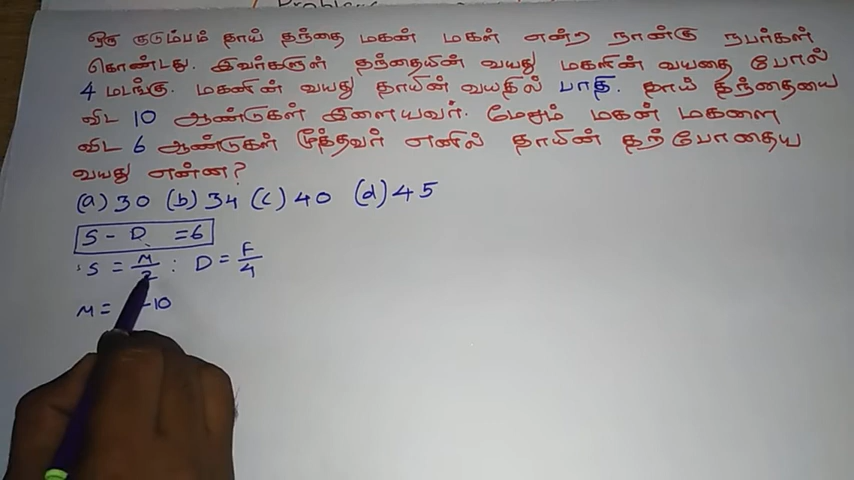 ஒரு குடும்பம் தாய் தந்தை மகன் மகள் என்ற நான்கு நபர்கள்
கொண்டது. இவர்களுள் தந்தையின் வயது மகளின் வயதை போல்
4 மடங்கு. மகனின் வயது தாயின் வயதில் பாதி. தாய் தந்தையை
விட 10 ஆண்டுகள் இளையவர். மேலும் மகன் மகளை
விட 6 ஆண்டுகள் மூத்தவர் எனில் தாயின் தற்போதைய
வயது என்ன?
(a) 30 (b) 34 (c) 40 (d) 45
S - D = 6
S = M/2 : D = F/4
M = -10